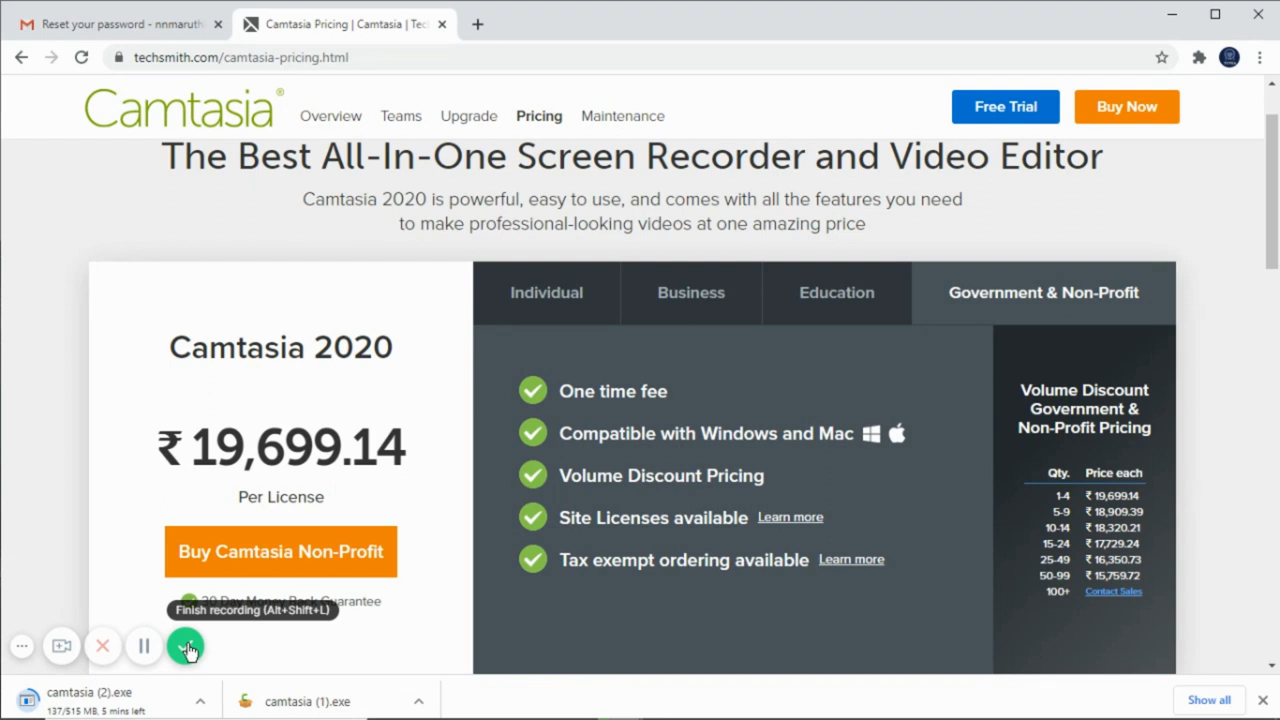 Reset your password - nnmaruth
Camtasia Pricing | Camtasia | Tec
techsmith.com/camtasia-pricing.html
Camtasia®
Overview
Teams
Upgrade
Pricing
Maintenance
Free Trial
Buy Now
The Best All-In-One Screen Recorder and Video Editor
Camtasia 2020 is powerful, easy to use, and comes with all the features you need
to make professional-looking videos at one amazing price
Individual
Business
Education
Government & Non-Profit
Camtasia 2020
₹ 19,699.14
Per License
Buy Camtasia Non-Profit
30 Day Money Back Guarantee
Finish recording (Alt+Shift+L)
One time fee
Compatible with Windows and Mac
Volume Discount Pricing
Site Licenses available Learn more
Tax exempt ordering available Learn more
Volume Discount
Government &
Non-Profit Pricing
Qty. Price each
1-4 ₹ 19,699.14
5-9 ₹ 18,909.39
10-14 ₹ 18,320.21
15-24 ₹ 17,729.24
25-49 ₹ 16,350.73
50-99 ₹ 15,759.72
100+ Contact Sales
camtasia (2).exe
137/515 MB, 5 mins left
camtasia (1).exe
Show all